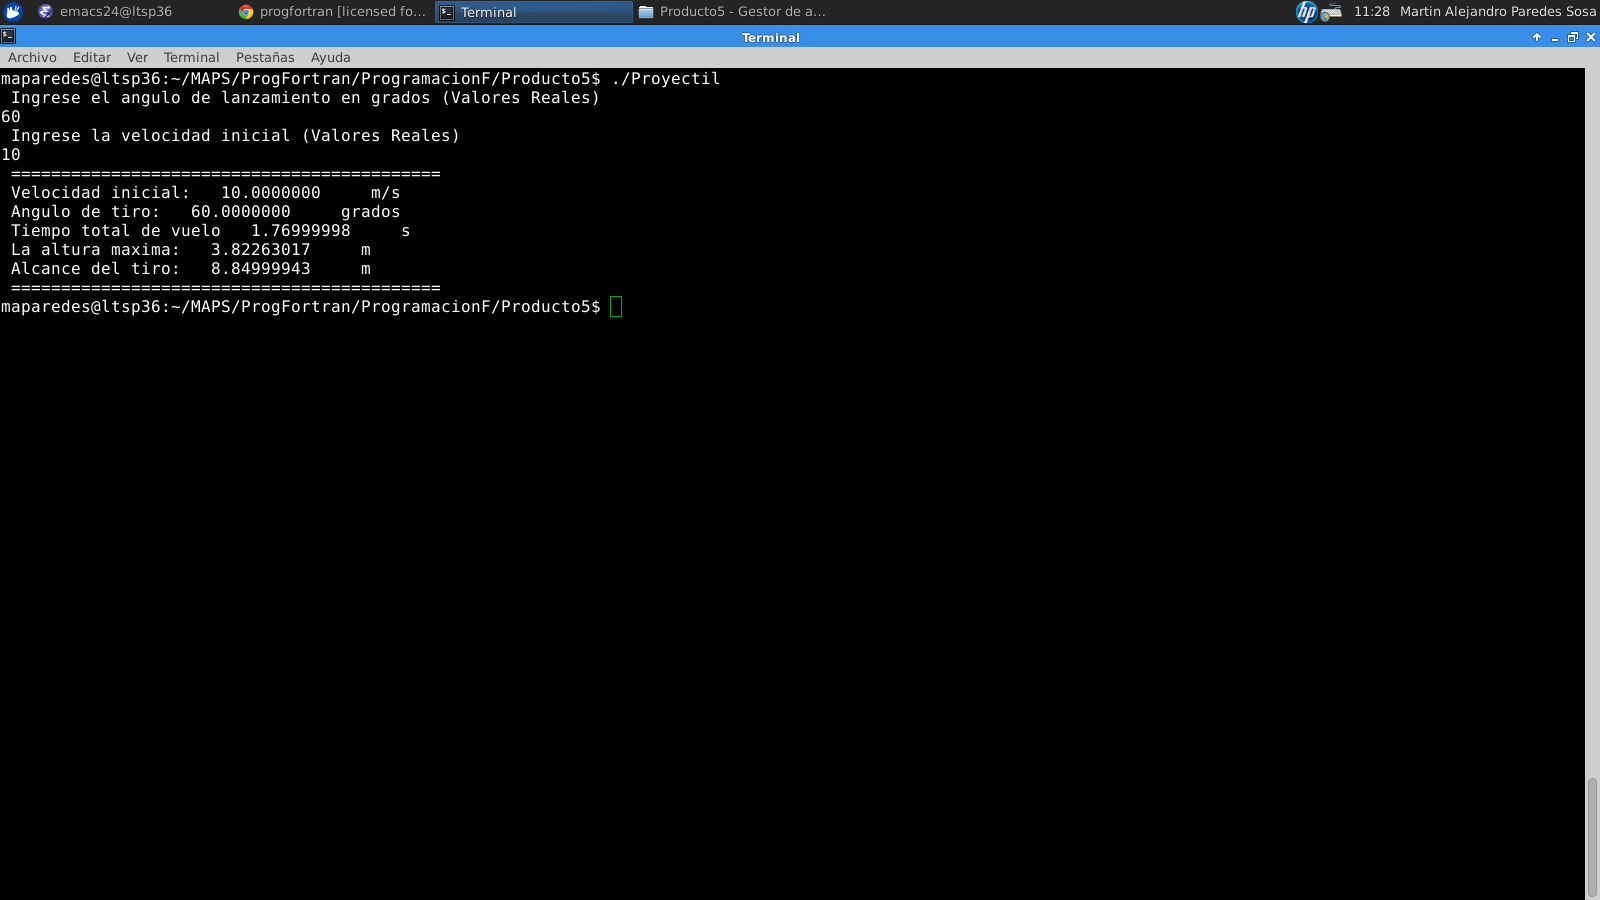 emacs24@ltsp36 progfortran [licensed fo... Terminal Producto5 - Gestor de a... hp 11:28 Martin Alejandro Paredes Sosa
Terminal
Archivo Editar Ver Terminal Pestañas Ayuda
maparedes@ltsp36:~/MAPS/ProgFortran/ProgramacionF/Producto5$ ./Proyectil
Ingrese el angulo de lanzamiento en grados (Valores Reales)
60
Ingrese la velocidad inicial (Valores Reales)
10
===========================================
Velocidad inicial:   10.0000000     m/s
Angulo de tiro:   60.0000000     grados
Tiempo total de vuelo   1.76999998     s
La altura maxima:   3.82263017     m
Alcance del tiro:   8.84999943     m
===========================================
maparedes@ltsp36:~/MAPS/ProgFortran/ProgramacionF/Producto5$